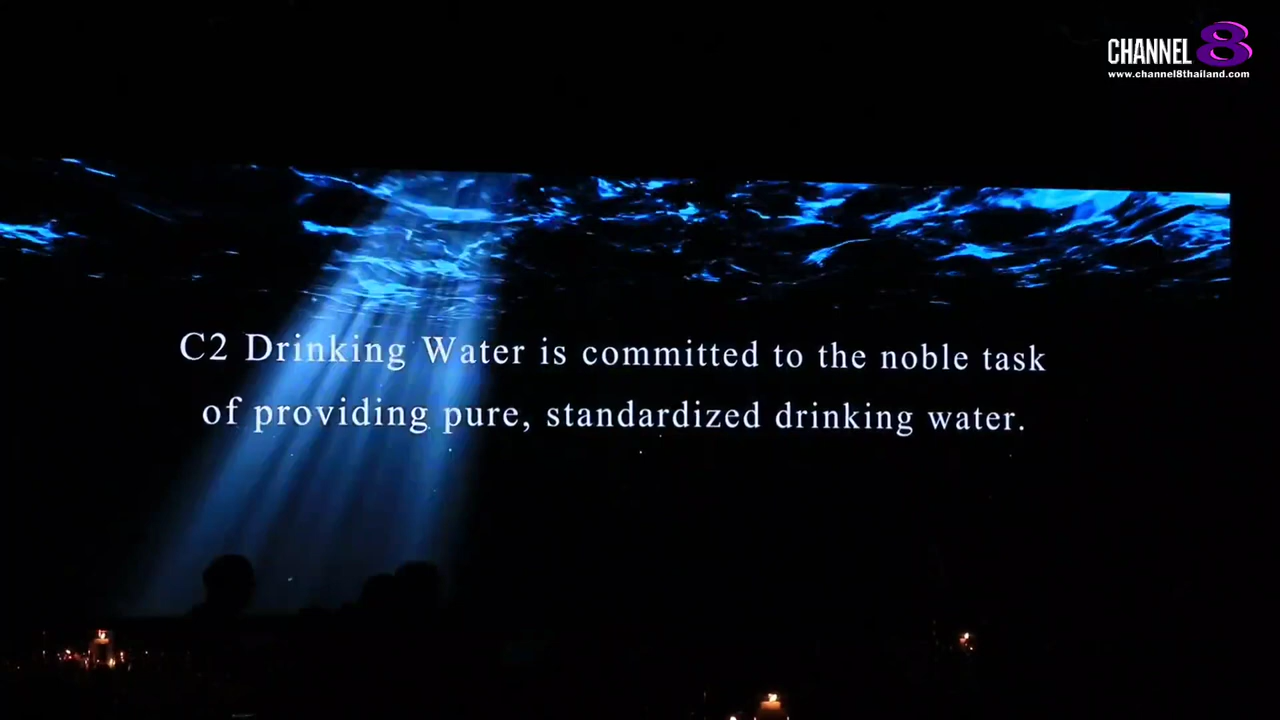 CHANNEL 8
www.channel8thailand.com
C2 Drinking Water is committed to the noble task
of providing pure, standardized drinking water.